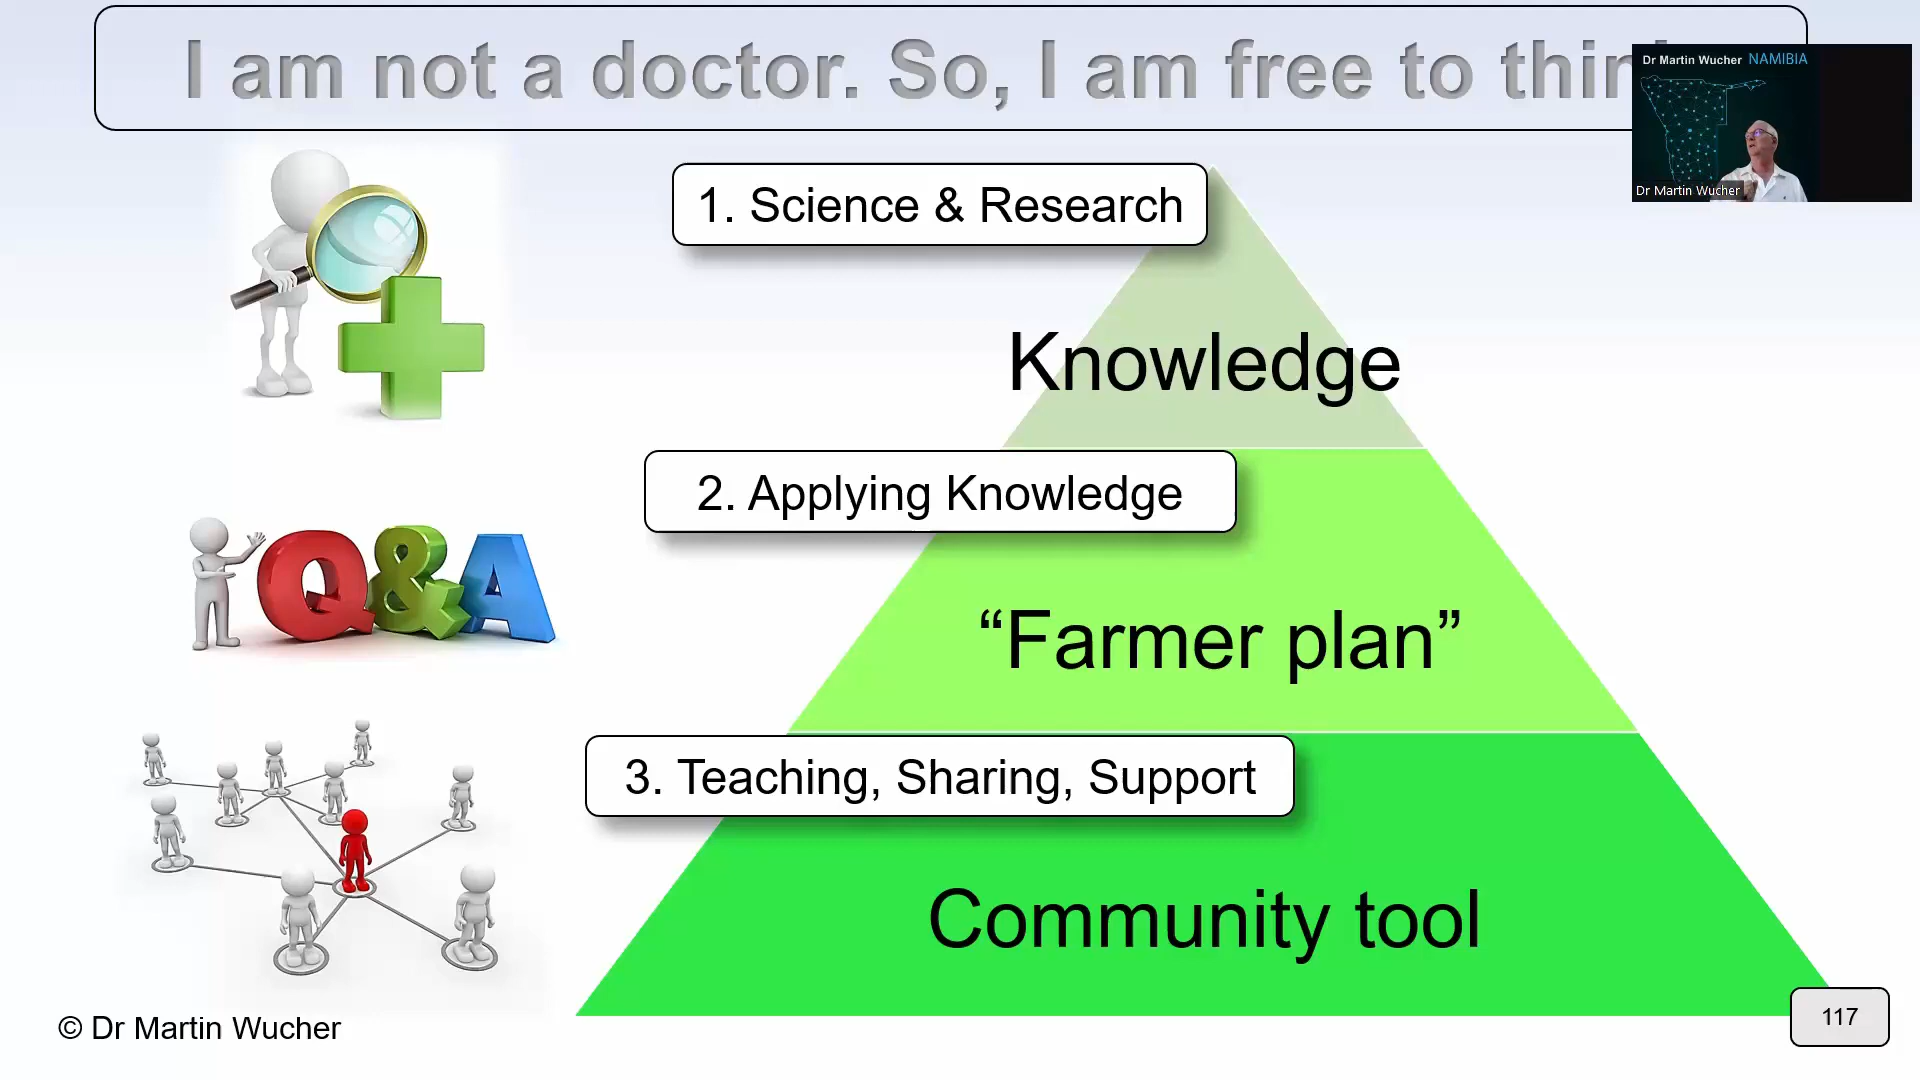 I am not a doctor. So, I am free to
Dr Martin Wucher NAMIBIA
Dr Martin Wucher
1. Science & Research
Knowledge
2. Applying Knowledge
“Farmer plan”
Q&A
3. Teaching, Sharing, Support
Community tool
© Dr Martin Wucher
117